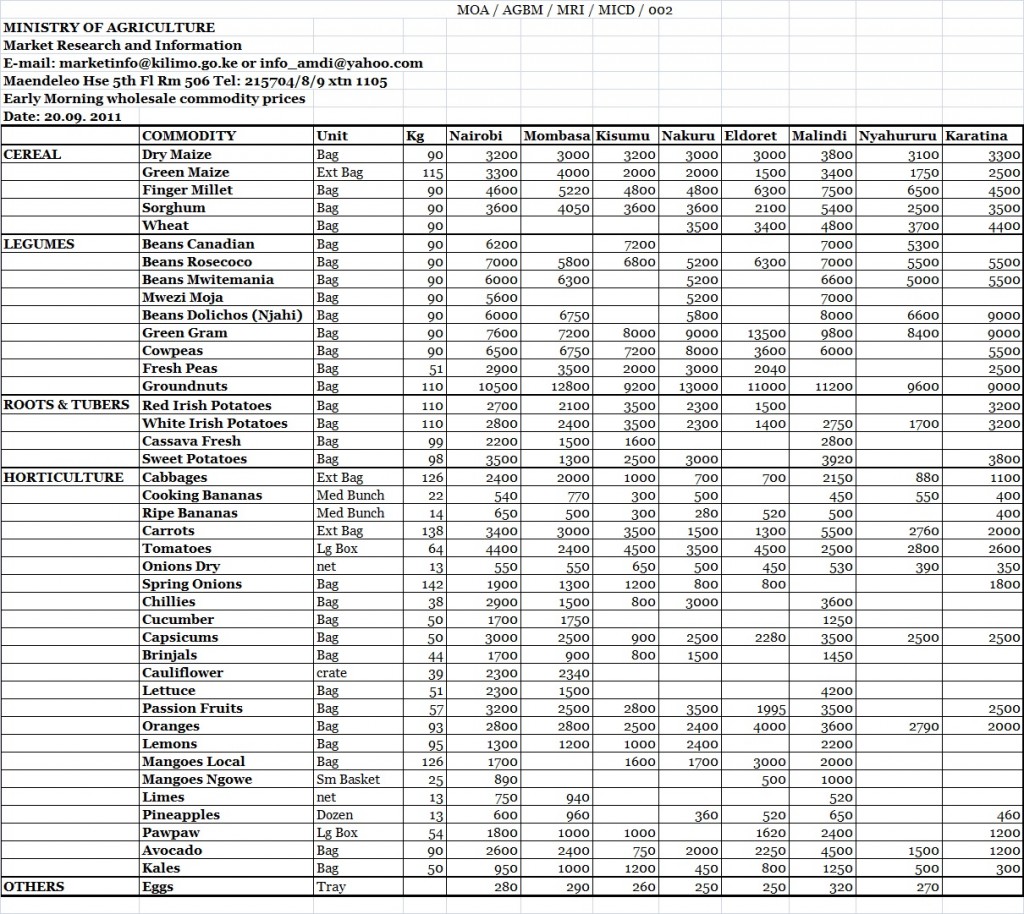 MOA / AGBM / MRI / MICD / 002
MINISTRY OF AGRICULTURE
Market Research and Information
E-mail: marketinfo@kilimo.go.ke or info_amdi@yahoo.com
Maendeleo Hse 5th Fl Rm 506 Tel: 215704/8/9 xtn 1105
Early Morning wholesale commodity prices
Date: 20.09. 2011
COMMODITY Unit Kg Nairobi Mombasa Kisumu Nakuru Eldoret Malindi Nyahururu Karatina
CEREAL Dry Maize Bag 90 3200 3000 3200 3000 3000 3800 3100 3300
Green Maize Ext Bag 115 3300 4000 2000 2000 1500 3400 1750 2500
Finger Millet Bag 90 4600 5220 4800 4800 6300 7500 6500 4500
Sorghum Bag 90 3600 4050 3600 3600 2100 5400 2500 3500
Wheat Bag 90 3500 3400 4800 3700 4400
LEGUMES Beans Canadian Bag 90 6200 7200 7000 5300
Beans Rosecoco Bag 90 7000 5800 6800 5200 6300 7000 5500 5500
Beans Mwitemania Bag 90 6000 6300 5200 6600 5000 5500
Mwezi Moja Bag 90 5600 5200 7000
Beans Dolichos (Njahi) Bag 90 6000 6750 5800 8000 6600 9000
Green Gram Bag 90 7600 7200 8000 9000 13500 9800 8400 9000
Cowpeas Bag 90 6500 6750 7200 8000 3600 6000 5500
Fresh Peas Bag 51 2900 3500 2000 3000 2040 2500
Groundnuts Bag 110 10500 12800 9200 13000 11000 11200 9600 9000
ROOTS & TUBERS Red Irish Potatoes Bag 110 2700 2100 3500 2300 1500 3200
White Irish Potatoes Bag 110 2800 2400 3500 2300 1400 2750 1700 3200
Cassava Fresh Bag 99 2200 1500 1600 2800
Sweet Potatoes Bag 98 3500 1300 2500 3000 3920 3800
HORTICULTURE Cabbages Ext Bag 126 2400 2000 1000 700 700 2150 880 1100
Cooking Bananas Med Bunch 22 540 770 300 500 450 550 400
Ripe Bananas Med Bunch 14 650 500 300 280 520 500 400
Carrots Ext Bag 138 3400 3000 3500 1500 1300 5500 2760 2000
Tomatoes Lg Box 64 4400 2400 4500 3500 4500 2500 2800 2600
Onions Dry net 13 550 550 650 500 450 530 390 350
Spring Onions Bag 142 1900 1300 1200 800 800 1800
Chillies Bag 38 2900 1500 800 3000 3600
Cucumber Bag 50 1700 1750 1250
Capsicums Bag 50 3000 2500 900 2500 2280 3500 2500 2500
Brinjals Bag 44 1700 900 800 1500 1450
Cauliflower crate 39 2300 2340
Lettuce Bag 51 2300 1500 4200
Passion Fruits Bag 57 3200 2500 2800 3500 1995 3500 2500
Oranges Bag 93 2800 2800 2500 2400 4000 3600 2790 2000
Lemons Bag 95 1300 1200 1000 2400 2200
Mangoes Local Bag 126 1700 1600 1700 3000 2000
Mangoes Ngowe Sm Basket 25 890 500 1000
Limes net 13 750 940 520
Pineapples Dozen 13 600 960 360 520 650 460
Pawpaw Lg Box 54 1800 1000 1000 1620 2400 1200
Avocado Bag 90 2600 2400 750 2000 2250 4500 1500 1200
Kales Bag 50 950 1000 1200 450 800 1250 500 300
OTHERS Eggs Tray 280 290 260 250 250 320 270